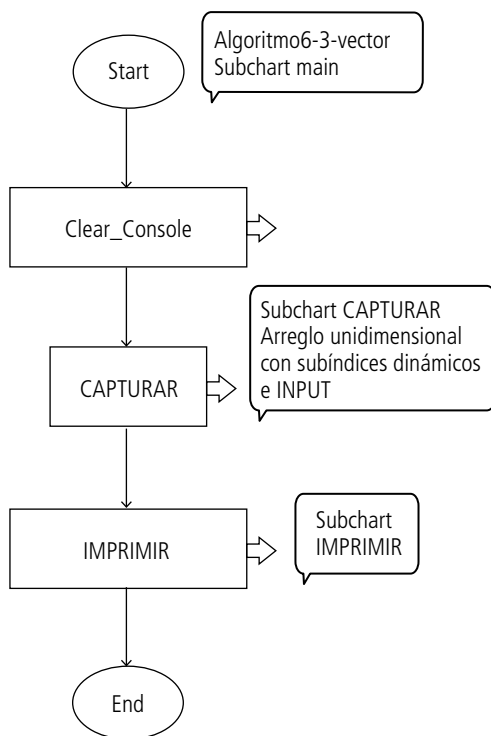 Start
Algoritmo6-3-vector
Subchart main
Clear_Console
Subchart CAPTURAR
Arreglo unidimensional
con subíndices dinámicos
e INPUT
CAPTURAR
Subchart
IMPRIMIR
IMPRIMIR
End